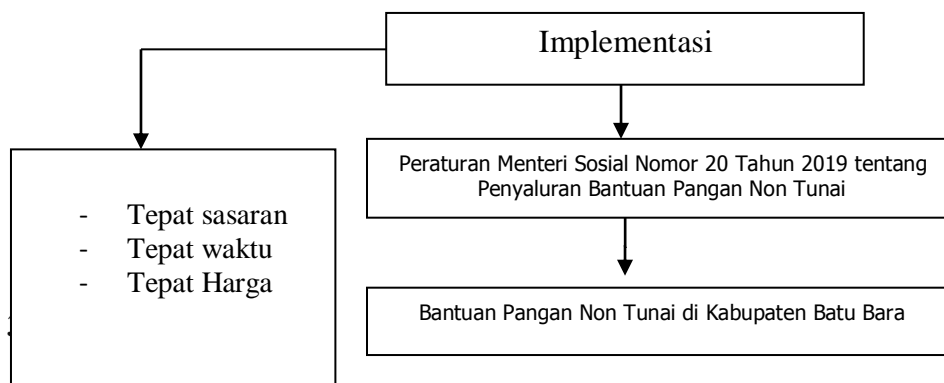 Implementasi
Peraturan Menteri Sosial Nomor 20 Tahun 2019 tentang
Penyaluran Bantuan Pangan Non Tunai
- Tepat sasaran
- Tepat waktu
- Tepat Harga
Bantuan Pangan Non Tunai di Kabupaten Batu Bara